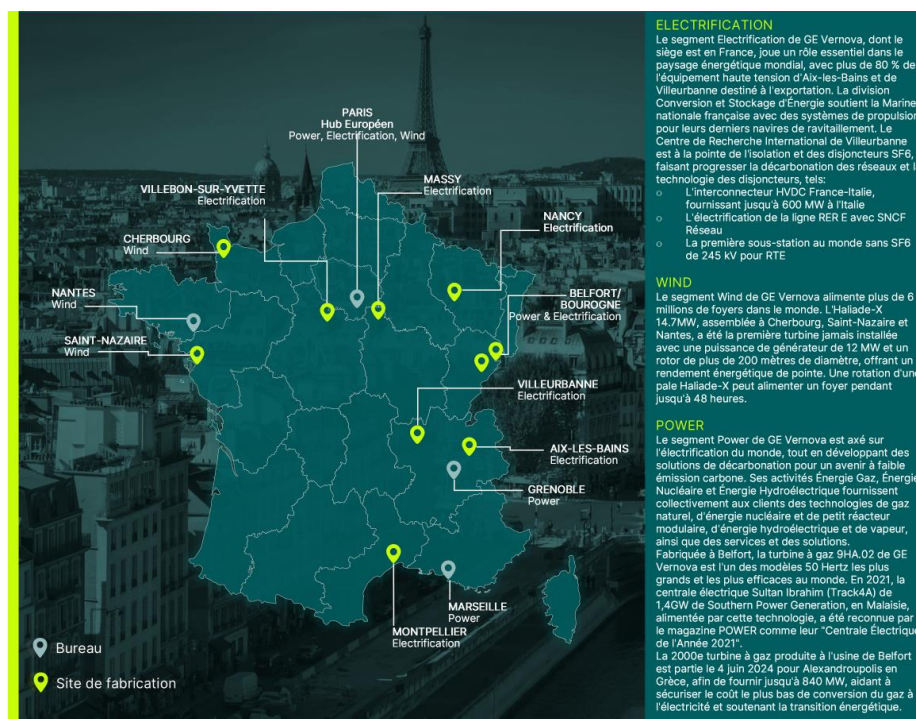 PARIS
Hub Européen
Power, Electrification, Wind
VILLEBON-SUR-YVETTE
Electrification
MASSY
Electrification
CHERBOURG
Wind
NANCY
Electrification
NANTES
Wind
BELFORT/
BOUROGNE
Power & Electrification
SAINT-NAZAIRE
Wind
VILLEURBANNE
Electrification
AIX-LES-BAINS
Electrification
GRENOBLE
Power
MARSEILLE
Power
MONTPELLIER
Electrification
Bureau
Site de fabrication
ELECTRIFICATION
Le segment Electrification de GE Vernova, dont le
siège est en France, joue un rôle essentiel dans le
paysage énergétique mondial, avec plus de 80 % de
l'équipement haute tension d'Aix-les-Bains et de
Villeurbanne destiné à l'exportation. La division
Conversion et Stockage d'Énergie soutient la Marine
nationale française avec des systèmes de propulsion
pour leurs derniers navires de ravitaillement. Le
Centre de Recherche International de Villeurbanne
est à la pointe de l'isolation et des disjoncteurs SF6,
faisant progresser la décarbonation des réseaux et
technologie des disjoncteurs, tels:
o L'interconnecteur HVDC France-Italie,
fournissant jusqu'à 600 MW à l'Italie
o L'électrification de la ligne RER E avec SNCF
Réseau
o La première sous-station au monde sans SF6
de 245 kV pour RTE
WIND
Le segment Wind de GE Vernova alimente plus de 6
millions de foyers dans le monde. L'Haliade-X
14.7MW, assemblée à Cherbourg, Saint-Nazaire et
Nantes, a été la première turbine jamais installée
avec une puissance de générateur de 12 MW et un
rotor de plus de 200 mètres de diamètre, offrant un
rendement énergétique de pointe. Une rotation d'une
pale Haliade-X peut alimenter un foyer pendant
jusqu'à 48 heures.
POWER
Le segment Power de GE Vernova est axé sur
l'électrification du monde, tout en développant des
solutions de décarbonation pour un avenir à faible
émission carbone. Ses activités Énergie Gaz, Énergie
Nucléaire et Énergie Hydroélectrique fournissent
collectivement aux clients des technologies de gaz
naturel, d'énergie nucléaire et de petit réacteur
modulaire, d'énergie hydroélectrique et de vapeur,
ainsi que des services et des solutions.
Fabriquée à Belfort, la turbine à gaz 9HA.02 de GE
Vernova est l'un des modèles 50 Hertz les plus
grands et les plus efficaces au monde. En 2021, la
centrale électrique Sultan Ibrahim (Track4A) de
1,4GW de Southern Power Generation, en Malaisie,
alimentée par cette technologie, a été reconnue par
le magazine POWER comme leur "Centrale Électrique
de l'Année 2021".
La 2000e turbine à gaz produite à l'usine de Belfort
est partie le 4 juin 2024 pour Alexandroupolis en
Grèce, afin de fournir jusqu'à 840 MW, aidant à
sécuriser le coût le plus bas de conversion du gaz à
l'électricité et soutenant la transition énergétique.